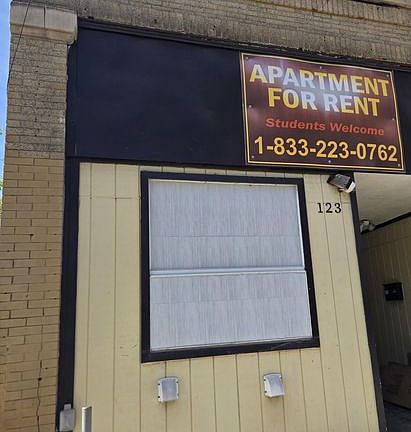 APARTMENT
FOR RENT
Students Welcome
1-833-223-0762
123